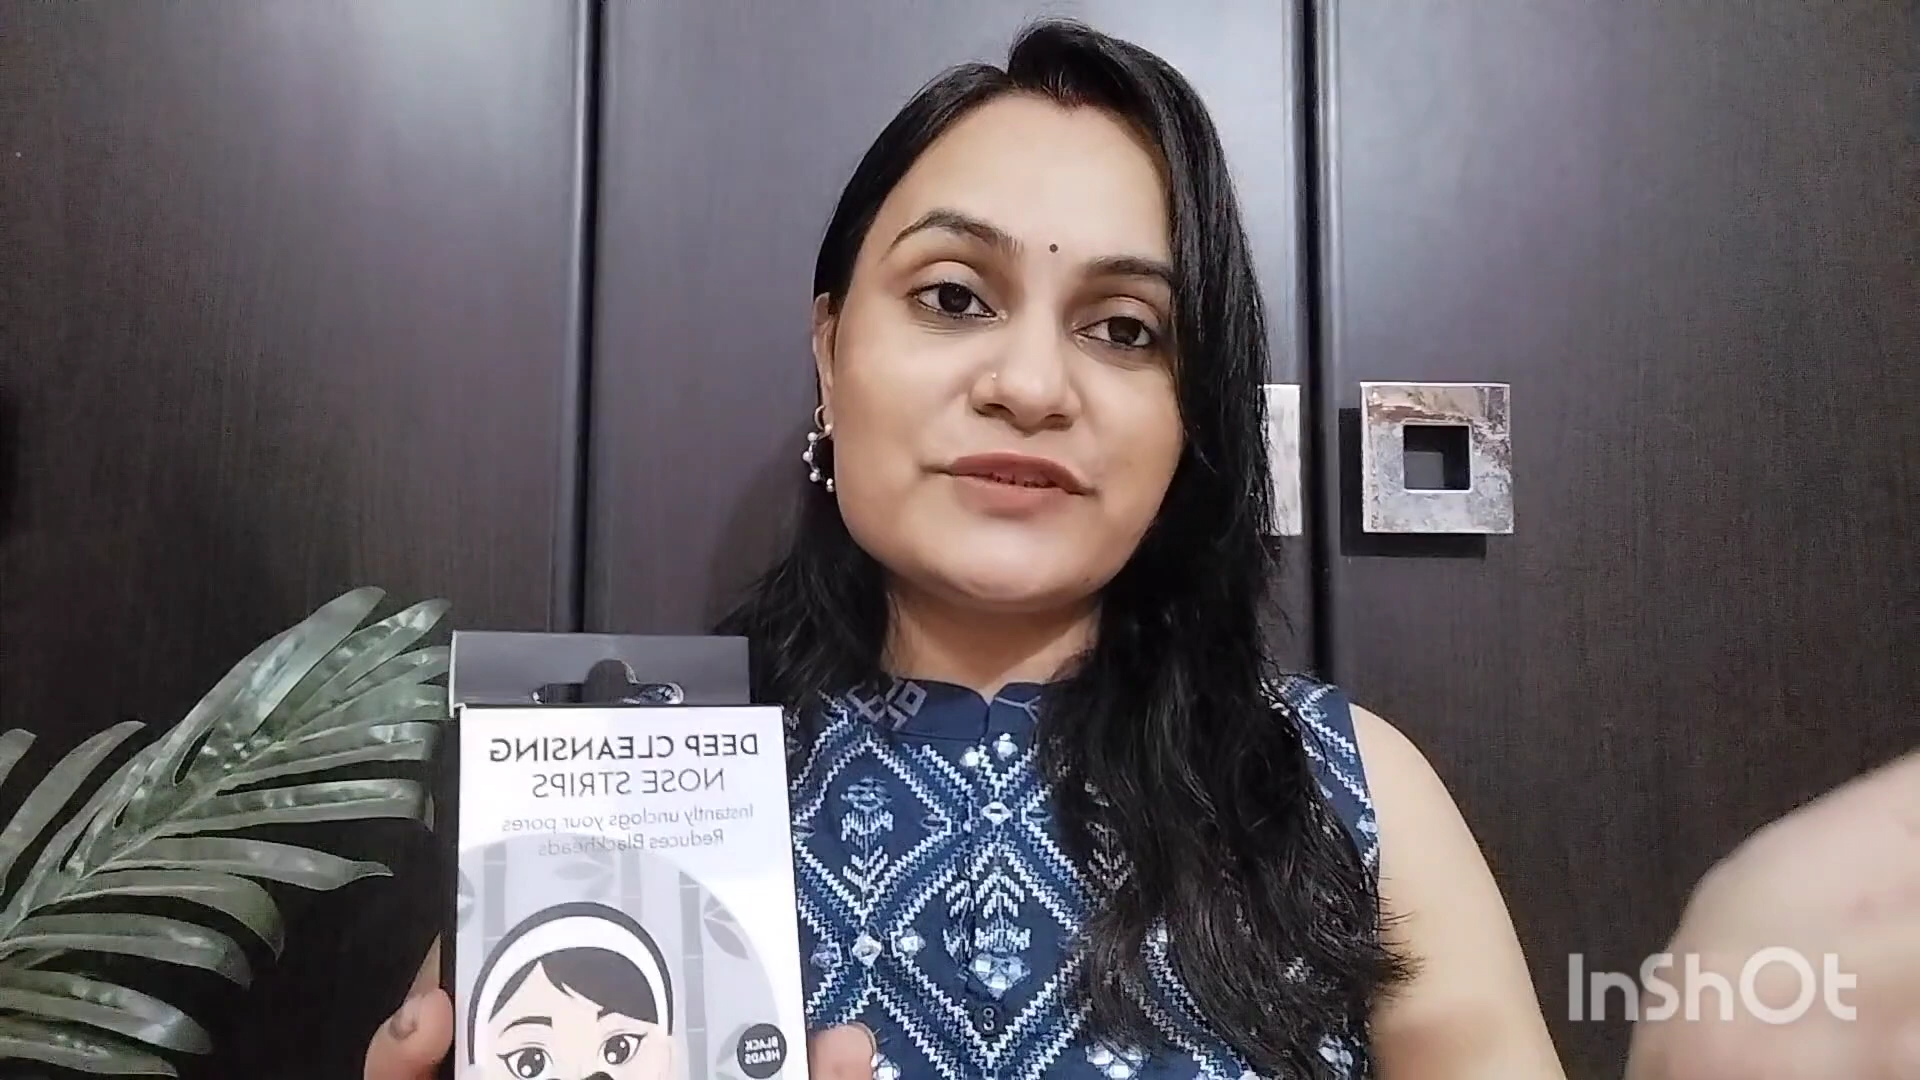 DEEP CLEANSING
NOSE STRIPS
Instantly unclogs your pores
Reduces Blackheads
BLACK
HEADS
InShOt